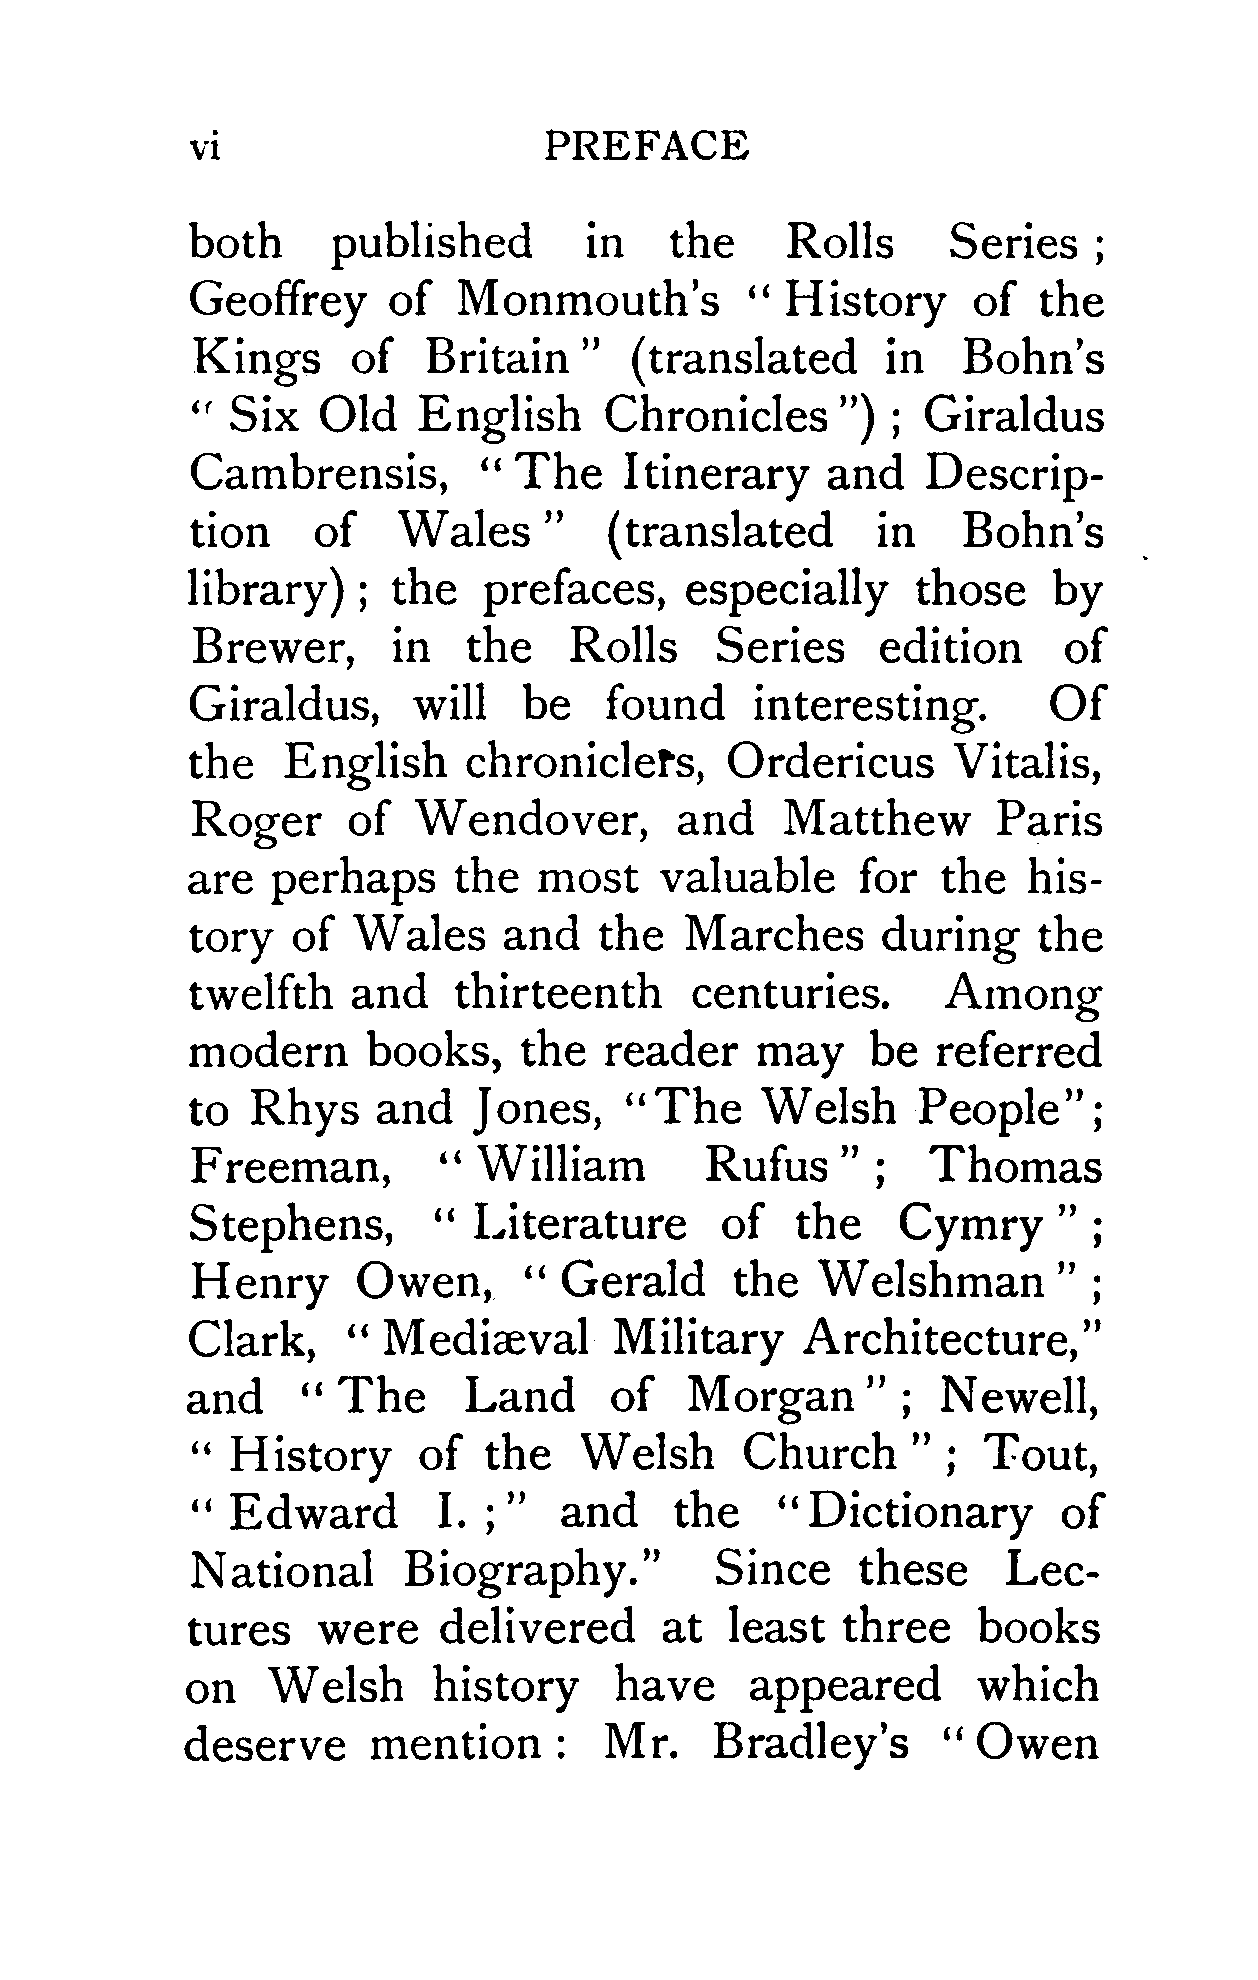 vi PREFACE
both published in the Rolls Series ;
Geoffrey of Monmouth's " History of the
Kings of Britain " (translated in Bohn's
" Six Old English Chronicles ") ; Giraldus
Cambrensis, " The Itinerary and Descrip-
tion of Wales " (translated in Bohn's
library) ; the prefaces, especially those by
Brewer, in the Rolls Series edition of
Giraldus, will be found interesting. Of
the English chroniclers, Ordericus Vitalis,
Roger of Wendover, and Matthew Paris
are perhaps the most valuable for the his-
tory of Wales and the Marches during the
twelfth and thirteenth centuries. Among
modern books, the reader may be referred
to Rhys and Jones, "The Welsh People";
Freeman, " William Rufus " ; Thomas
Stephens, " Literature of the Cymry " ;
Henry Owen, " Gerald the Welshman " ;
Clark, " Mediæval Military Architecture,"
and " The Land of Morgan " ; Newell,
" History of the Welsh Church " ; Tout,
" Edward I. ;" and the "Dictionary of
National Biography." Since these Lec-
tures were delivered at least three books
on Welsh history have appeared which
deserve mention : Mr. Bradley's " Owen